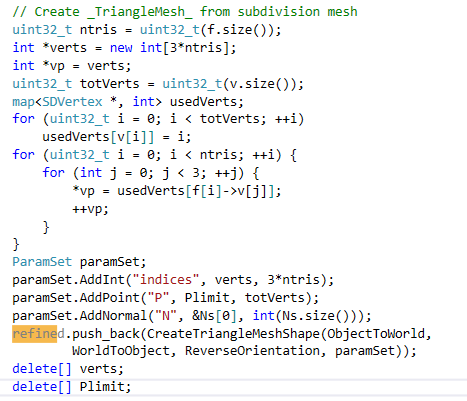 // Create _TriangleMesh_ from subdivision mesh
uint32_t ntris = uint32_t(f.size());
int *verts = new int[3*ntris];
int *vp = verts;
uint32_t totVerts = uint32_t(v.size());
map<SDVertex *, int> usedVerts;
for (uint32_t i = 0; i < totVerts; ++i)
    usedVerts[v[i]] = i;
for (uint32_t i = 0; i < ntris; ++i) {
    for (int j = 0; j < 3; ++j) {
        *vp = usedVerts[f[i]->v[j]];
        ++vp;
    }
}
ParamSet paramSet;
paramSet.AddInt("indices", verts, 3*ntris);
paramSet.AddPoint("P", Plimit, totVerts);
paramSet.AddNormal("N", &Ns[0], int(Ns.size()));
refined.push_back(CreateTriangleMeshShape(ObjectToWorld,
        WorldToObject, ReverseOrientation, paramSet));
delete[] verts;
delete[] Plimit;